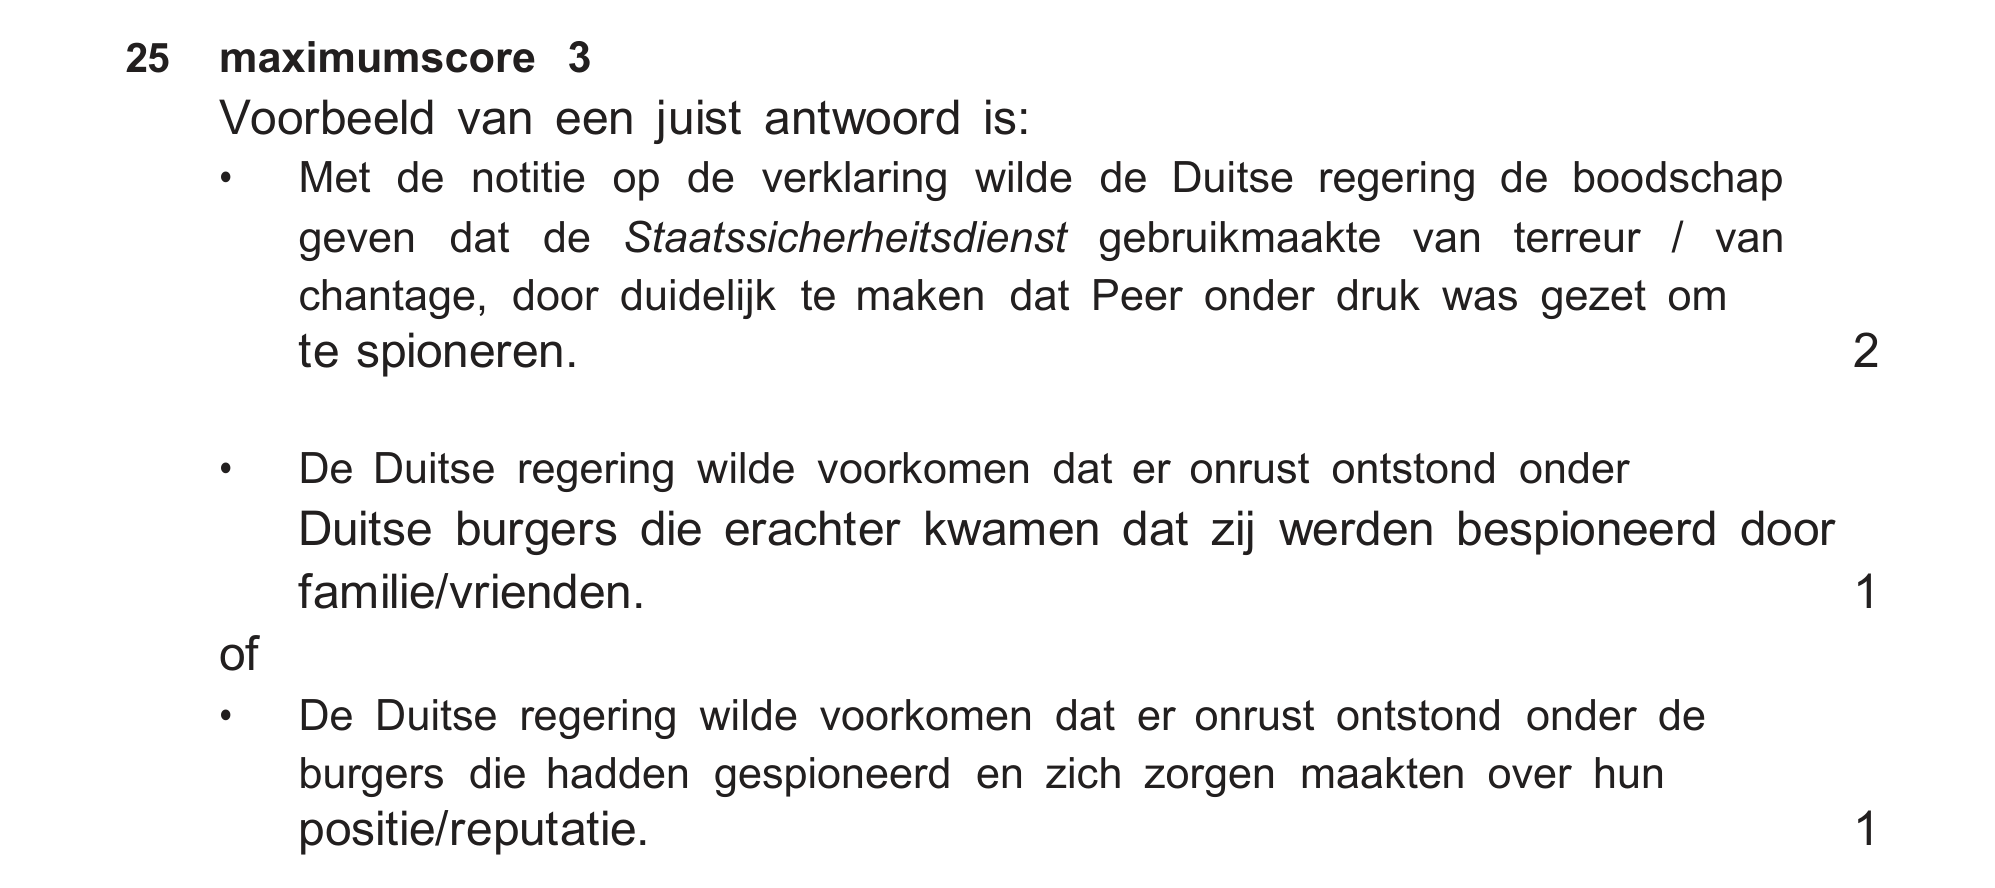 25 maximumscore 3
Voorbeeld van een juist antwoord is:
• Met de notitie op de verklaring wilde de Duitse regering de boodschap
geven dat de Staatssicherheitsdienst gebruikmaakte van terreur / van
chantage, door duidelijk te maken dat Peer onder druk was gezet om
te spioneren. 2
• De Duitse regering wilde voorkomen dat er onrust ontstond onder
Duitse burgers die erachter kwamen dat zij werden bespioneerd door
familie/vrienden. 1
of
• De Duitse regering wilde voorkomen dat er onrust ontstond onder de
burgers die hadden gespioneerd en zich zorgen maakten over hun
positie/reputatie. 1